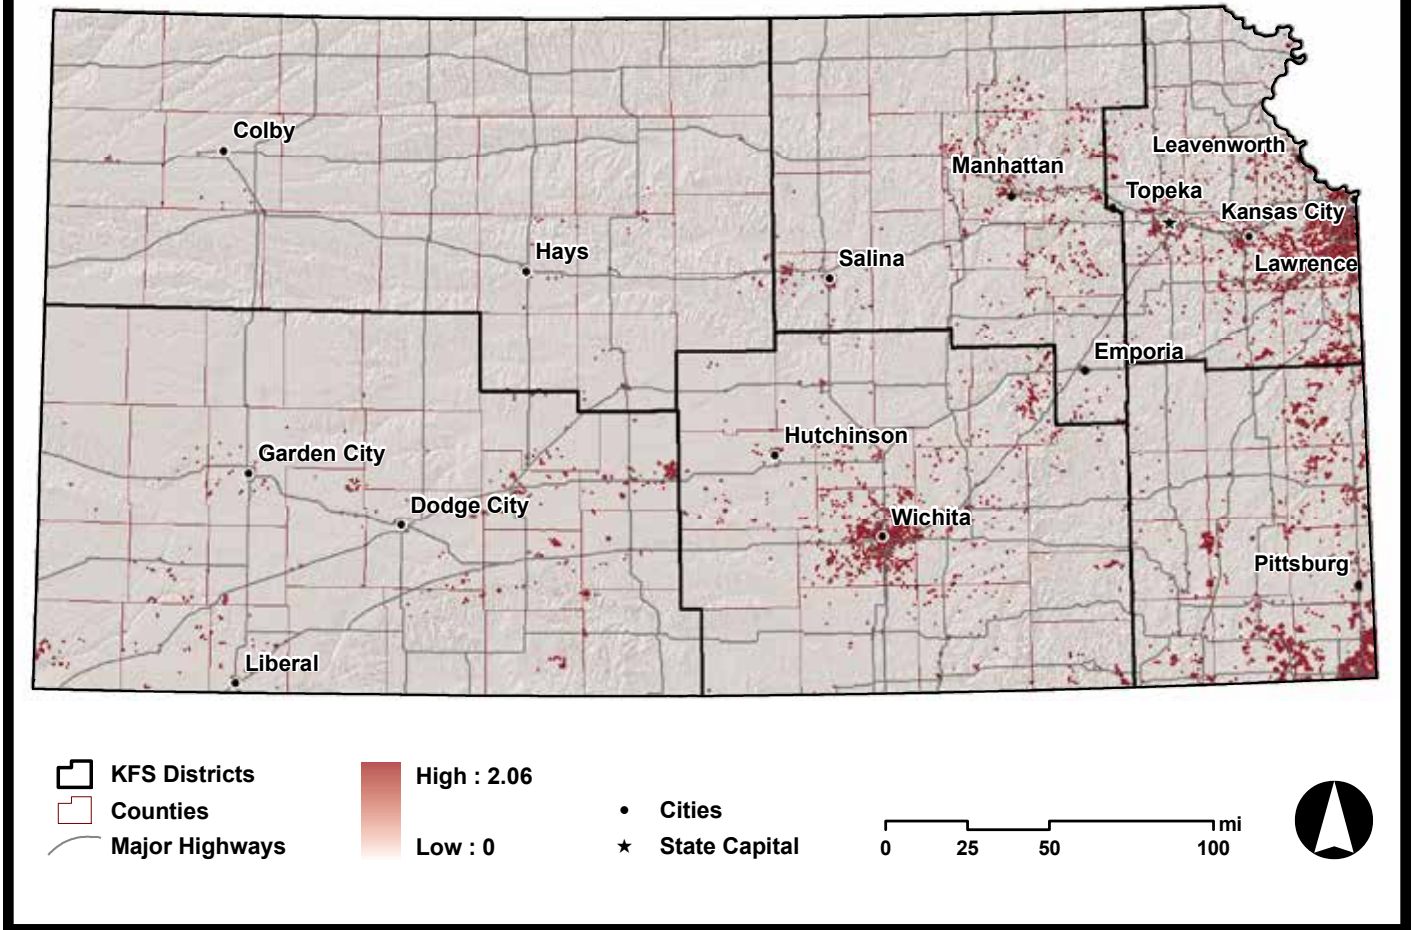 Colby
Leavenworth
Manhattan
Topeka
Kansas City
Hays
Salina
Lawrence
Emporia
Hutchinson
Garden City
Dodge City
Wichita
Pittsburg
Liberal
KFS Districts
Counties
Major Highways
High : 2.06
Low : 0
Cities
State Capital
mi
0 25 50 100